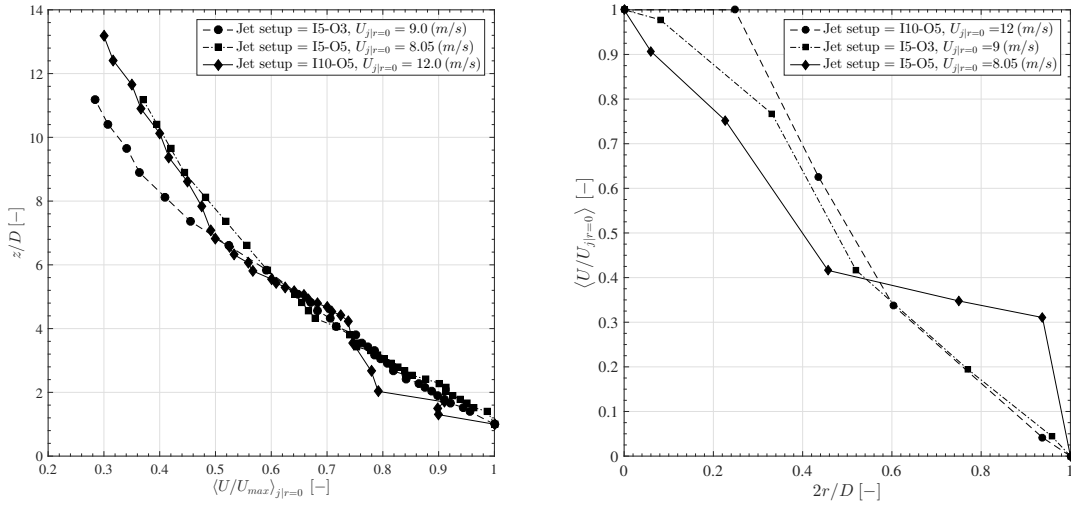 Jet setup = I5-O3, U_{j|r=0} = 9.0 (m/s)
Jet setup = I5-O5, U_{j|r=0} = 8.05 (m/s)
Jet setup = I10-O5, U_{j|r=0} = 12.0 (m/s)
14
12
10
8
6
4
2
0
z/D [−]
0.2 0.3 0.4 0.5 0.6 0.7 0.8 0.9 1
⟨U/U_{max}⟩_{j|r=0} [−]
Jet setup = I10-O5, U_{j|r=0} =12 (m/s)
Jet setup = I5-O3, U_{j|r=0} =9 (m/s)
Jet setup = I5-O5, U_{j|r=0} =8.05 (m/s)
1
0.9
0.8
0.7
0.6
0.5
0.4
0.3
0.2
0.1
0
⟨U/U_{j|r=0}⟩ [−]
0 0.2 0.4 0.6 0.8 1
2r/D [−]